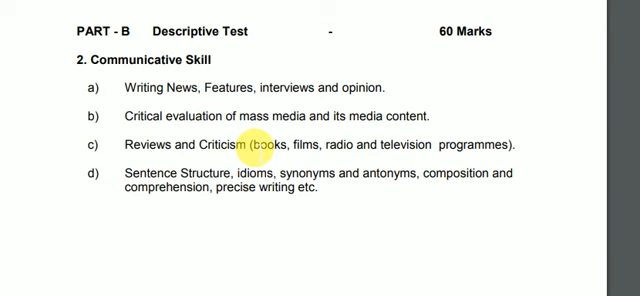 PART - B Descriptive Test - 60 Marks
2. Communicative Skill
a) Writing News, Features, interviews and opinion.
b) Critical evaluation of mass media and its media content.
c) Reviews and Criticism (books, films, radio and television programmes).
d) Sentence Structure, idioms, synonyms and antonyms, composition and
comprehension, precise writing etc.